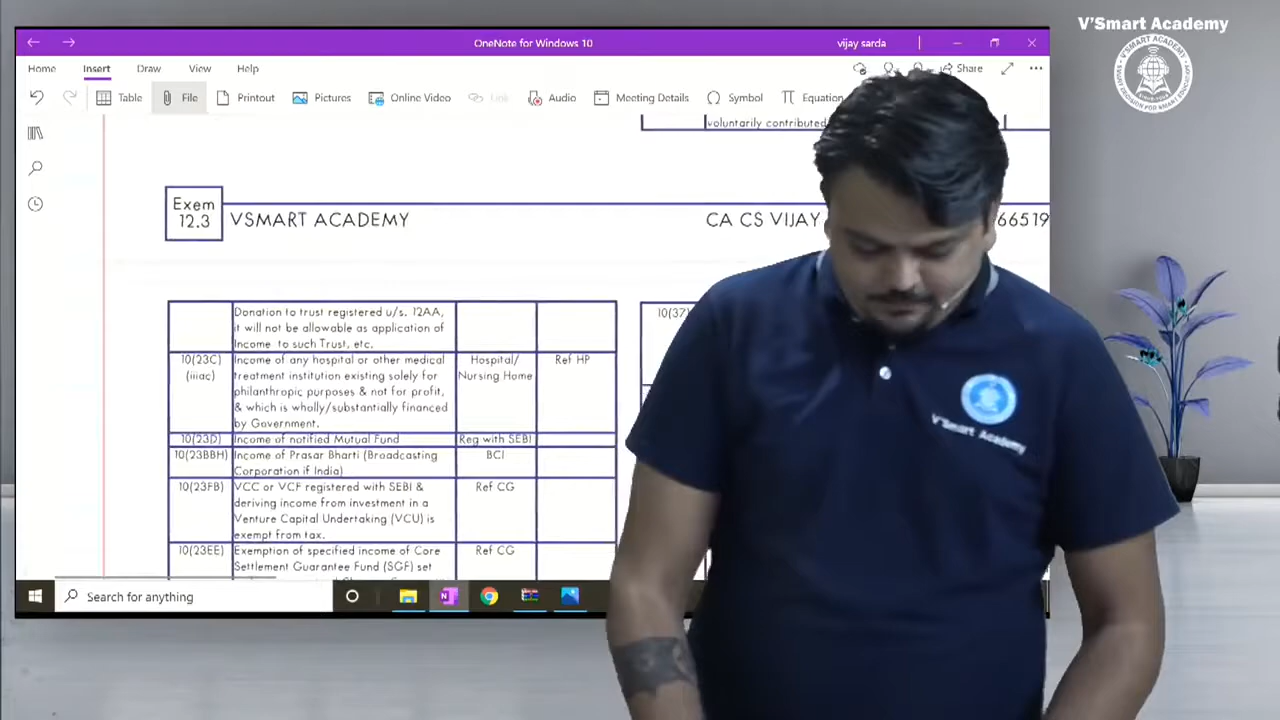 V'Smart Academy
OneNote for Windows 10
vijay sarda
Home Insert Draw View Help
Share
Table File Printout Pictures Online Video Link Audio Meeting Details Symbol Equation
voluntarily contributed
Exem
12.3
VSMART ACADEMY
CA CS VIJAY
66519
Donation to trust registered u/s. 12AA,
it will not be allowable as application of
Income to such Trust, etc.
10(37)
10(23C) Income of any hospital or other medical Hospital/ Ref HP
(iiiac) treatment institution existing solely for Nursing Home
philanthropic purposes & not for profit,
& which is wholly/substantially financed
by Government.
10(23D) Income of notified Mutual Fund Reg with SEBI
10(23BBH) Income of Prasar Bharti (Broadcasting BCI
Corporation if India)
10(23FB) VCC or VCF registered with SEBI & Ref CG
deriving income from investment in a
Venture Capital Undertaking (VCU) is
exempt from tax.
10(23EE) Exemption of specified income of Core Ref CG
Settlement Guarantee Fund (SGF) set
Search for anything
V'Smart Academy